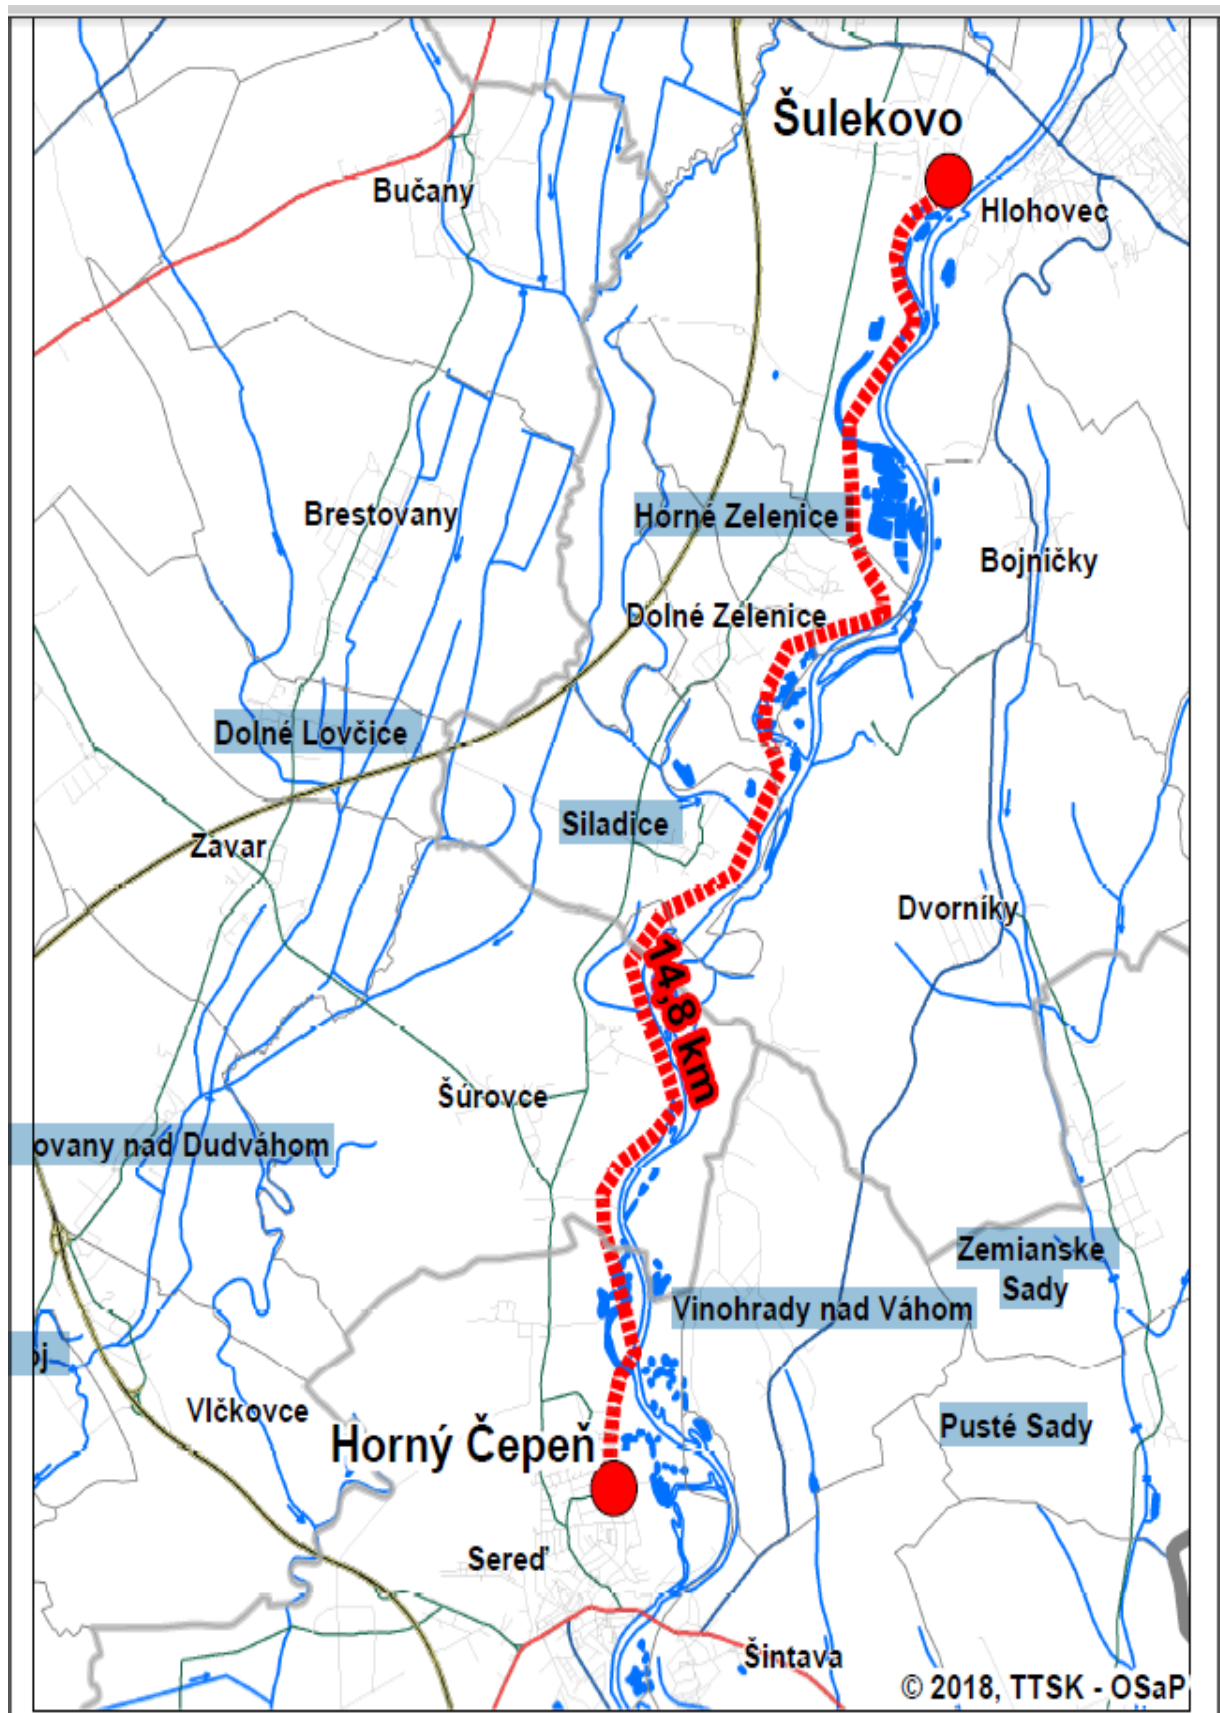 Šulekovo
Bučany
Hlohovec
Brestovany
Horné Zelenice
Bojničky
Dolné Zelenice
Dolné Lovčice
Siladice
Zavar
Dvorníky
14,8 km
Šúrovce
ovany nad Dudváhom
Zemianske
Sady
Vinohrady nad Váhom
oj
Vlčkovce
Pusté Sady
Horný Čepeň
Sereď
Šintava
© 2018, TTSK - OSaP